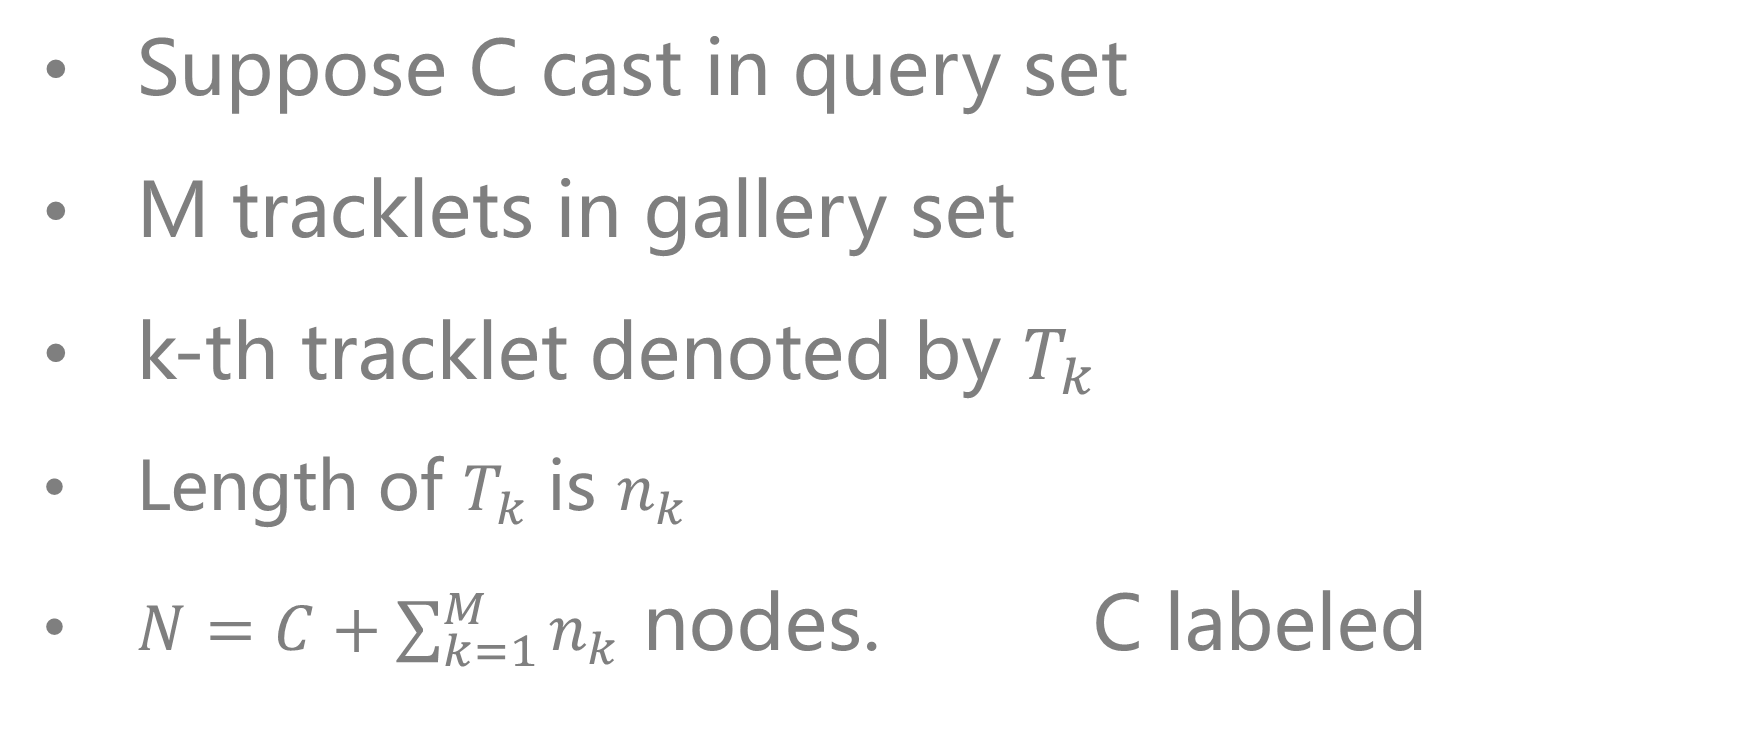 • Suppose C cast in query set
• M tracklets in gallery set
• k-th tracklet denoted by $T_k$
• Length of $T_k$ is $n_k$
• $N = C + \sum_{k=1}^{M} n_k$ nodes. C labeled